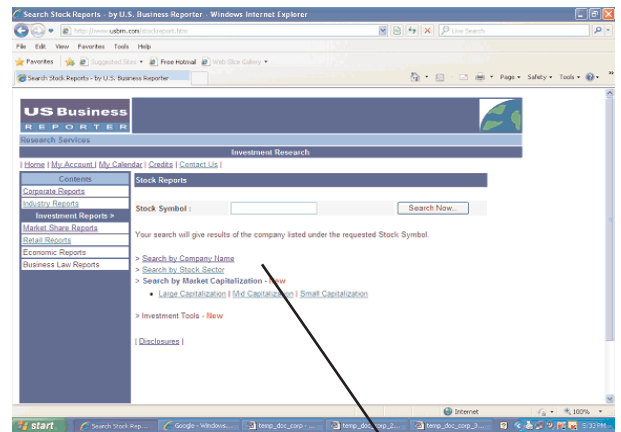 Search Stock Reports - by U.S. Business Reporter - Windows Internet Explorer
http://www.usbrn.com/stockreport.htm
Live Search
File Edit View Favorites Tools Help
Favorites Suggested Sites Free Hotmail Web Slice Gallery
Search Stock Reports - by U.S. Business Reporter
Page Safety Tools
US Business
REPORTER
Research Services
Investment Research
| Home | My Account | My Calendar | Credits | Contact Us |
Contents
Stock Reports
Corporate Reports
Industry Reports
Investment Reports >
Market Share Reports
Retail Reports
Economic Reports
Business Law Reports
Stock Symbol :
Search Now...
Your search will give results of the company listed under the requested Stock Symbol.
> Search by Company Name
> Search by Stock Sector
> Search by Market Capitalization - New
• Large Capitalization | Mid Capitalization | Small Capitalization
> Investment Tools - New
| Disclosures |
Internet 100%
start Search Stock Rep... Google - Windows... temp_doc_corp-... temp_doc_corp_2... temp_doc_corp_3... 5:33 PM